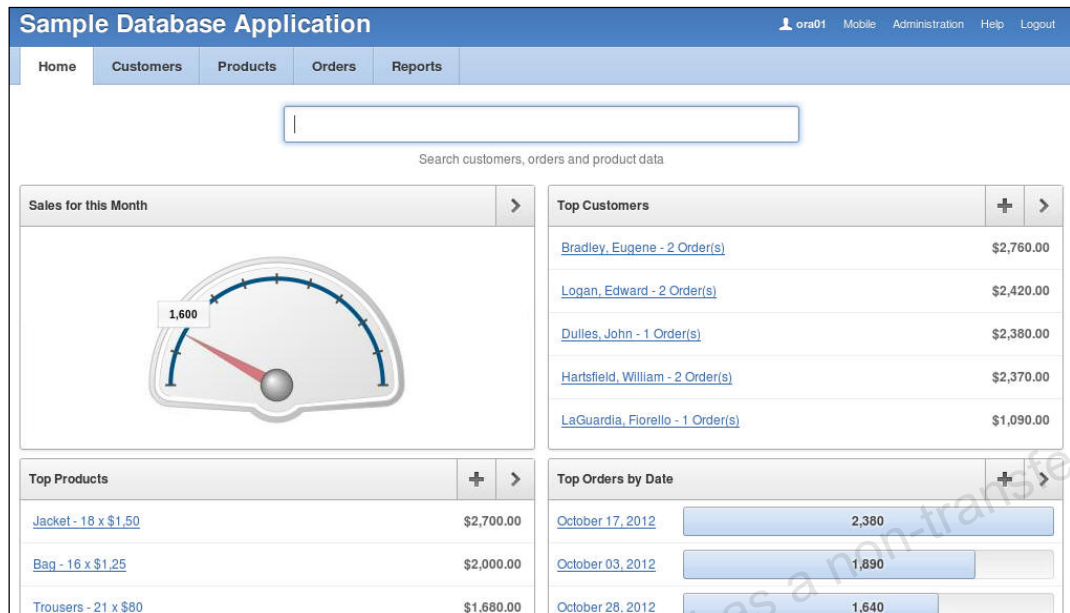 Sample Database Application
ora01 Mobile Administration Help Logout
Home Customers Products Orders Reports
Search customers, orders and product data
Sales for this Month
1,600
Top Customers
Bradley, Eugene - 2 Order(s) $2,760.00
Logan, Edward - 2 Order(s) $2,420.00
Dulles, John - 1 Order(s) $2,380.00
Hartsfield, William - 2 Order(s) $2,370.00
LaGuardia, Fiorello - 1 Order(s) $1,090.00
Top Products
Jacket - 18 x $1,50 $2,700.00
Bag - 16 x $1,25 $2,000.00
Trousers - 21 x $80 $1,680.00
Top Orders by Date
October 17, 2012 2,380
October 03, 2012 1,890
October 28, 2012 1,640
has a non-transfe